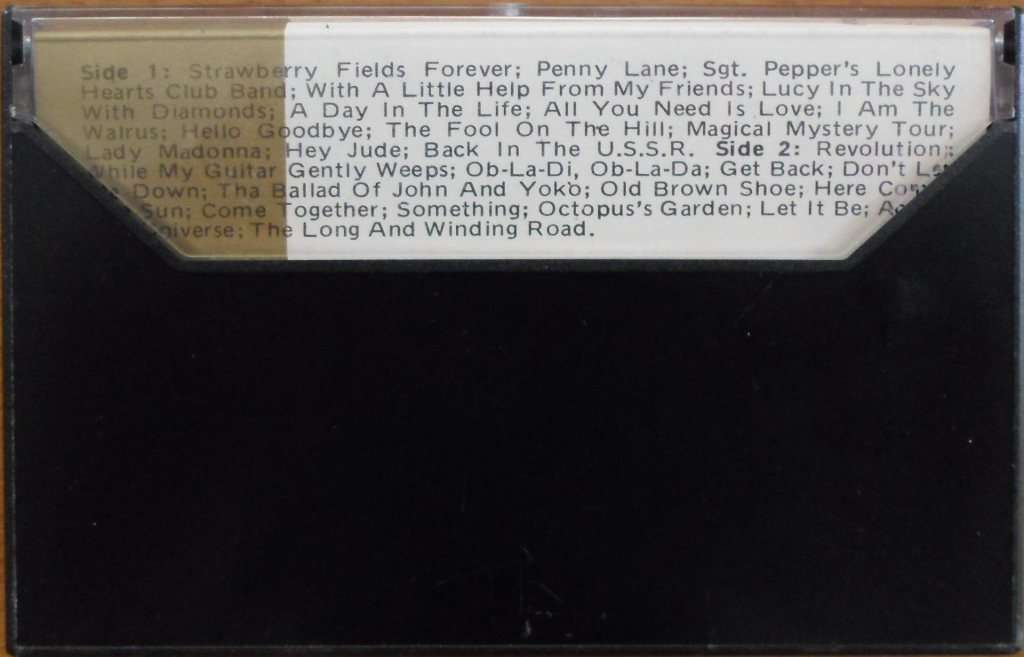 Side 1: Strawberry Fields Forever; Penny Lane; Sgt. Pepper's Lonely
Hearts Club Band; With A Little Help From My Friends; Lucy In The Sky
With Diamonds; A Day In The Life; All You Need Is Love; I Am The
Walrus; Hello Goodbye; The Fool On The Hill; Magical Mystery Tour;
Lady Madonna; Hey Jude; Back In The U.S.S.R. Side 2: Revolution;
While My Guitar Gently Weeps; Ob-La-Di, Ob-La-Da; Get Back; Don't
Down; Tha Ballad Of John And Yoko; Old Brown Shoe; Here
Sun; Come Together; Something; Octopus's Garden; Let It Be;
The Long And Winding Road.